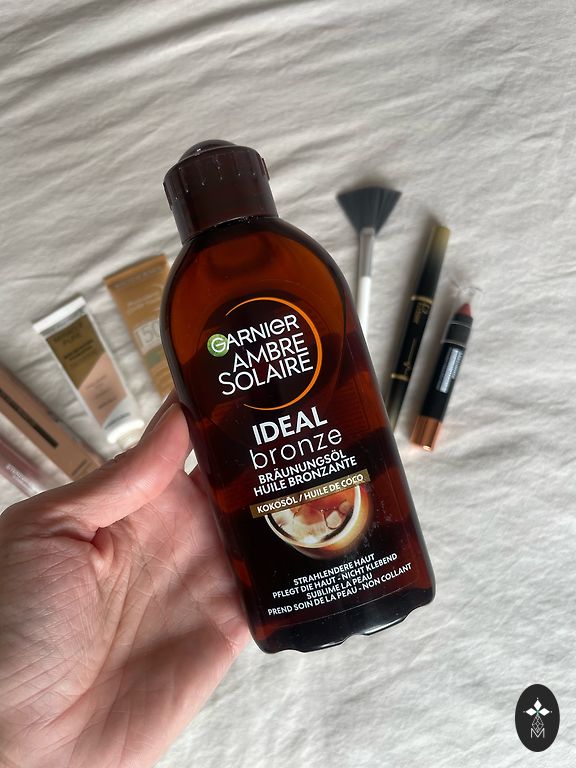 GARNIER
AMBRE
SOLAIRE
IDEAL
bronze
BRÄUNUNGSÖL
HUILE BRONZANTE
KOKOSÖL / HUILE DE COCO
STRAHLENDERE HAUT
PFLEGT DIE HAUT - NICHT KLEBEND
SUBLIME LA PEAU
PREND SOIN DE LA PEAU - NON COLLANT
50
M